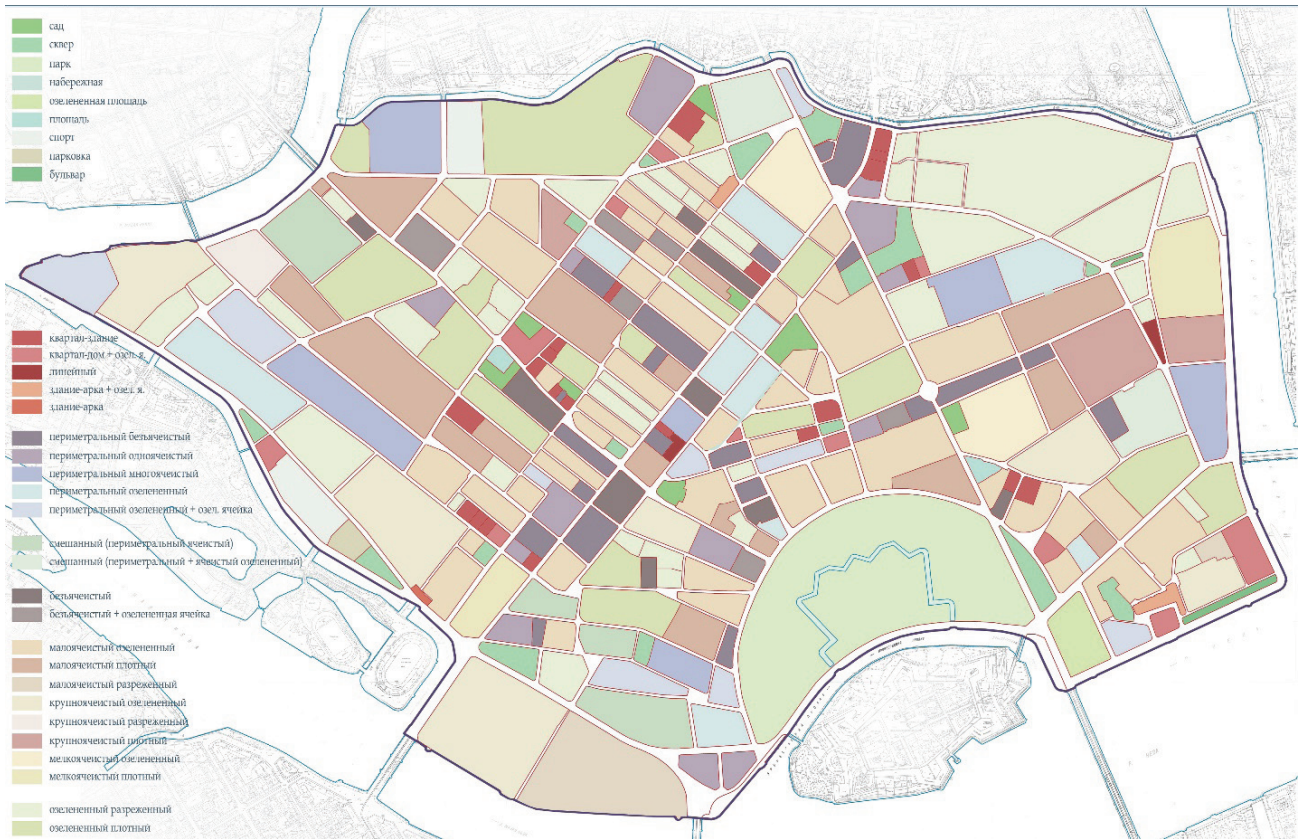 сад
сквер
парк
набережная
озелененная площадь
площадь
спорт
парковка
бульвар
квартал-здание
квартал-дом + озел. я.
линейный
здание-арка + озел. я.
здание-арка
периметральный безъячеистый
периметральный одноячеистый
периметральный многоячеистый
периметральный озелененный
периметральный озелененный + озел. ячейка
смешанный (периметральный ячеистый)
смешанный (периметральный + ячеистый озелененный)
безъячеистый
безъячеистый + озелененная ячейка
малоячеистый озелененный
малоячеистый плотный
малоячеистый разреженный
крупноячеистый озелененный
крупноячеистый разреженный
крупноячеистый плотный
мелкоячеистый озелененный
мелкоячеистый плотный
озелененный разреженный
озелененный плотный